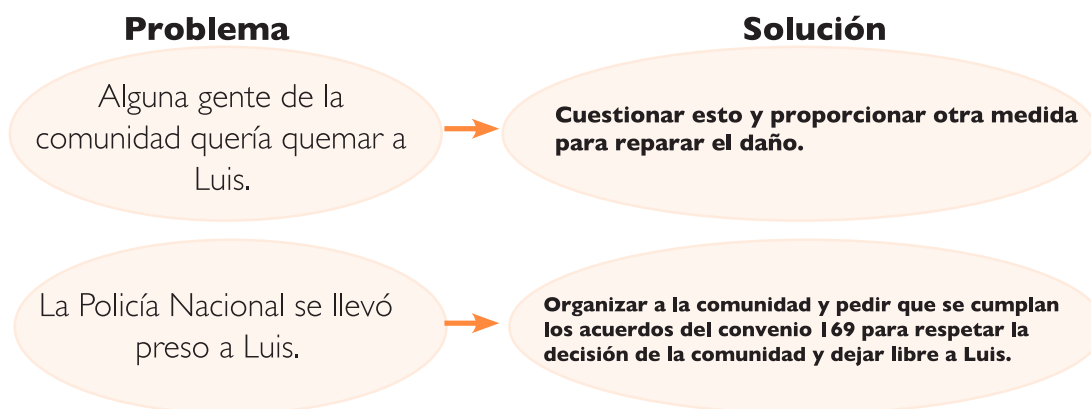 Problema
Solución
Alguna gente de la
comunidad quería quemar a
Luis.
Cuestionar esto y proporcionar otra medida
para reparar el daño.
La Policía Nacional se llevó
preso a Luis.
Organizar a la comunidad y pedir que se cumplan
los acuerdos del convenio 169 para respetar la
decisión de la comunidad y dejar libre a Luis.